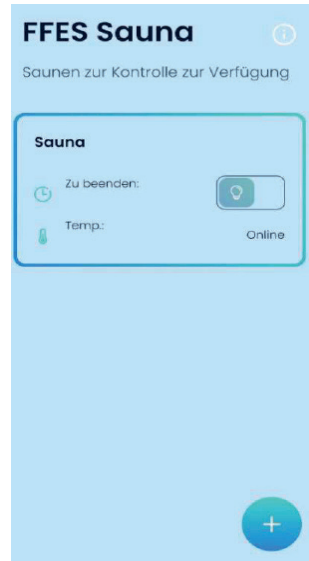 FFES Sauna
Saunen zur Kontrolle zur Verfügung
Sauna
Zu beenden:
Temp.:
Online